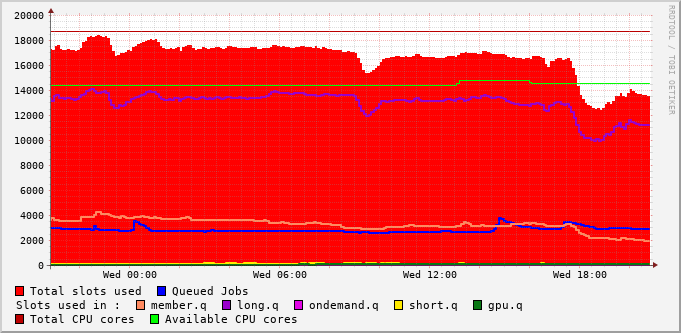 20000
18000
16000
14000
12000
10000
8000
6000
4000
2000
0
Wed 00:00 Wed 06:00 Wed 12:00 Wed 18:00
Total slots used Queued Jobs
Slots used in : member.q long.q ondemand.q short.q gpu.q
Total CPU cores Available CPU cores
RRDTOOL / TOBI OETIKER